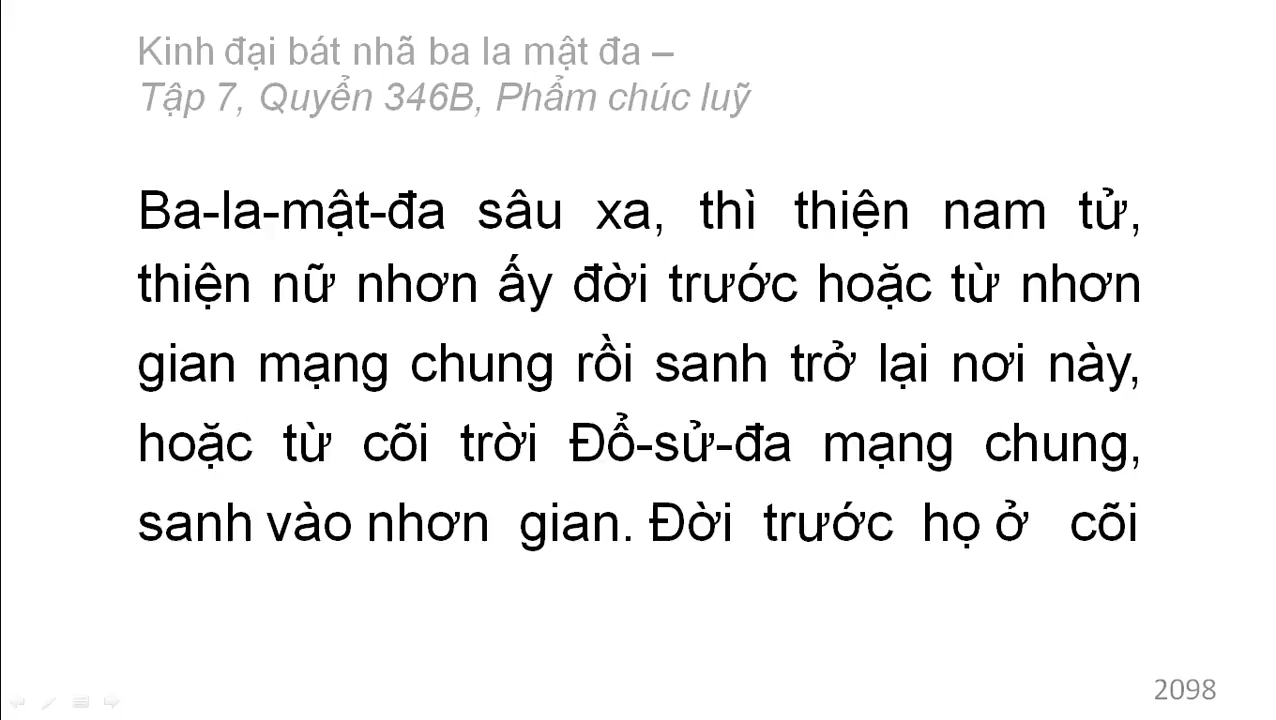 Kinh đại bát nhã ba la mật đa –
Tập 7, Quyển 346B, Phẩm chúc luỹ
Ba-la-mật-đa sâu xa, thì thiện nam tử,
thiện nữ nhơn ấy đời trước hoặc từ nhơn
gian mạng chung rồi sanh trở lại nơi này,
hoặc từ cõi trời Đổ-sử-đa mạng chung,
sanh vào nhơn gian. Đời trước họ ở cõi
2098